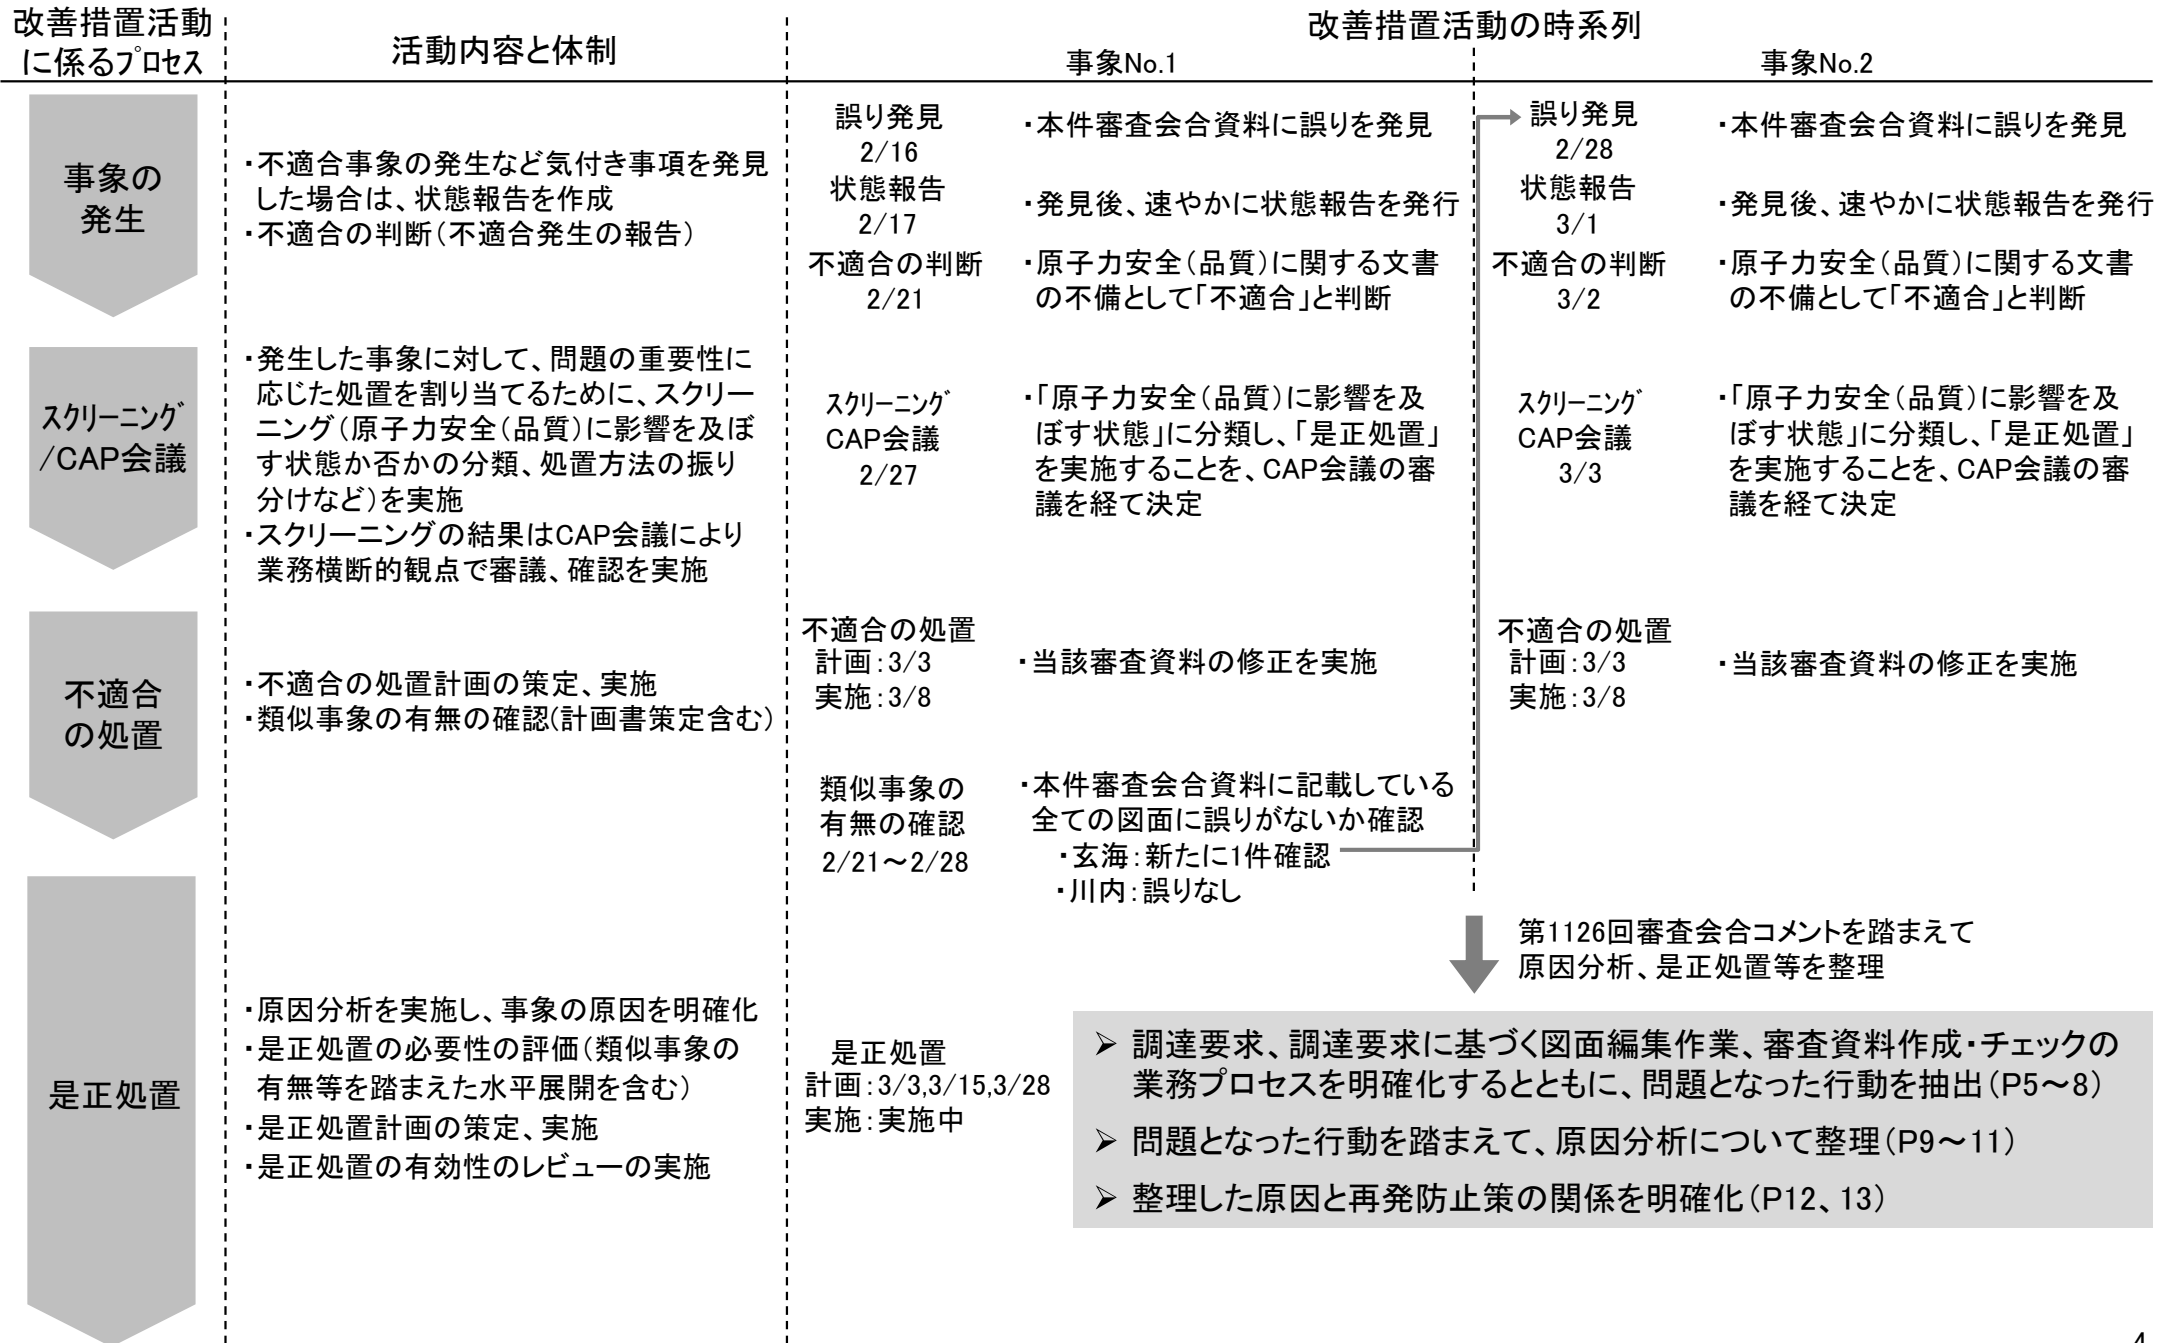 改善措置活動
に係るプロセス
活動内容と体制
改善措置活動の時系列
事象No.1
事象No.2
事象の
発生
・不適合事象の発生など気付き事項を発見
した場合は、状態報告を作成
・不適合の判断(不適合発生の報告)
誤り発見
2/16
・本件審査会合資料に誤りを発見
状態報告
2/17
・発見後、速やかに状態報告を発行
不適合の判断
2/21
・原子力安全(品質)に関する文書
の不備として「不適合」と判断
誤り発見
2/28
・本件審査会合資料に誤りを発見
状態報告
3/1
・発見後、速やかに状態報告を発行
不適合の判断
3/2
・原子力安全(品質)に関する文書
の不備として「不適合」と判断
スクリーニング
/CAP会議
・発生した事象に対して、問題の重要性に
応じた処置を割り当てるために、スクリー
ニング(原子力安全(品質)に影響を及ぼ
す状態か否かの分類、処置方法の振り
分けなど)を実施
・スクリーニングの結果はCAP会議により
業務横断的観点で審議、確認を実施
スクリーニング
CAP会議
2/27
・「原子力安全(品質)に影響を及
ぼす状態」に分類し、「是正処置」
を実施することを、CAP会議の審
議を経て決定
スクリーニング
CAP会議
3/3
・「原子力安全(品質)に影響を及
ぼす状態」に分類し、「是正処置」
を実施することを、CAP会議の審
議を経て決定
不適合
の処置
・不適合の処置計画の策定、実施
・類似事象の有無の確認(計画書策定含む)
不適合の処置
計画:3/3
実施:3/8
・当該審査資料の修正を実施
不適合の処置
計画:3/3
実施:3/8
・当該審査資料の修正を実施
類似事象の
有無の確認
2/21~2/28
・本件審査会合資料に記載している
全ての図面に誤りがないか確認
・玄海:新たに1件確認
・川内:誤りなし
第1126回審査会合コメントを踏まえて
原因分析、是正処置等を整理
是正処置
・原因分析を実施し、事象の原因を明確化
・是正処置の必要性の評価(類似事象の
有無等を踏まえた水平展開を含む)
・是正処置計画の策定、実施
・是正処置の有効性のレビューの実施
是正処置
計画:3/3,3/15,3/28
実施:実施中
➢ 調達要求、調達要求に基づく図面編集作業、審査資料作成・チェックの
業務プロセスを明確化するとともに、問題となった行動を抽出(P5~8)
➢ 問題となった行動を踏まえて、原因分析について整理(P9~11)
➢ 整理した原因と再発防止策の関係を明確化(P12、13)
4